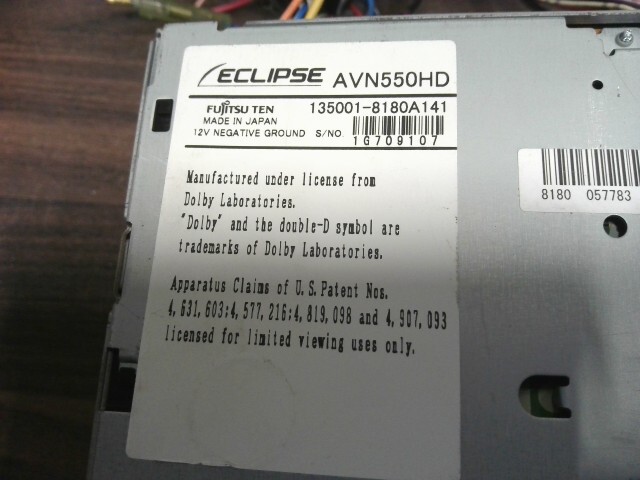 ECLIPSE AVN550HD
FUJITSU TEN 135001-8180A141
MADE IN JAPAN
12V NEGATIVE GROUND S/NO.
1G709107
8180 057783
Manufactured under license from
Dolby Laboratories.
"Dolby" and the double-D symbol are
trademarks of Dolby Laboratories.
Apparatus Claims of U.S.Patent Nos.
4,631,603;4,577,216;4,819,098 and 4,907,093
licensed for limited viewing uses only.